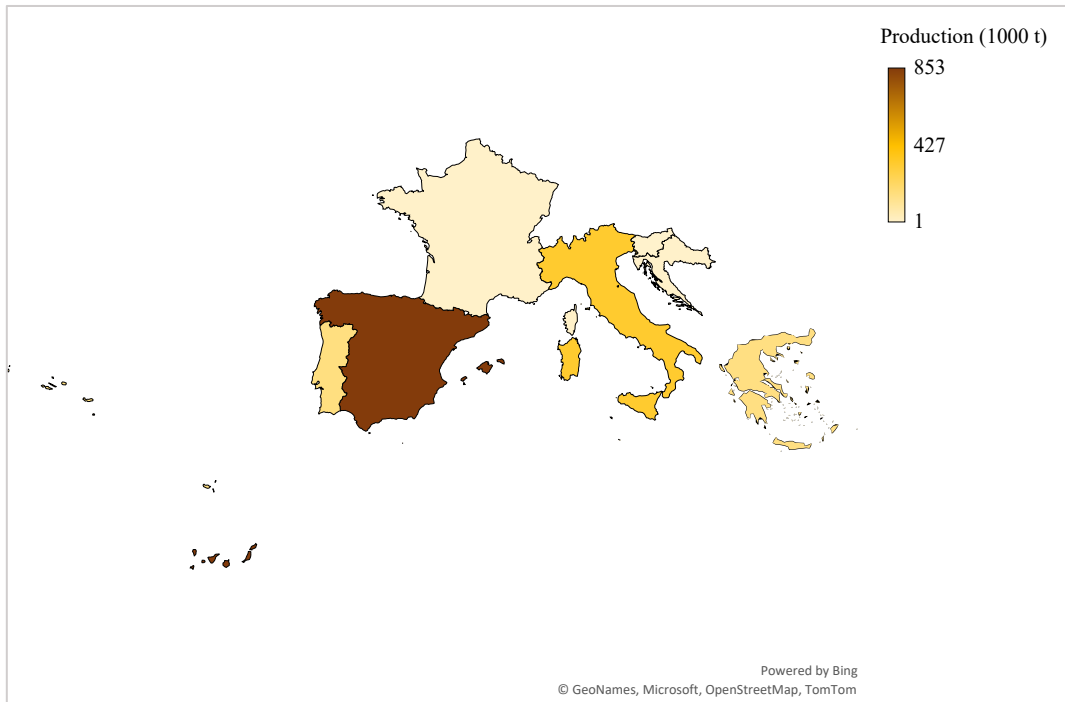 Production (1000 t)
853
427
1
Powered by Bing
© GeoNames, Microsoft, OpenStreetMap, TomTom